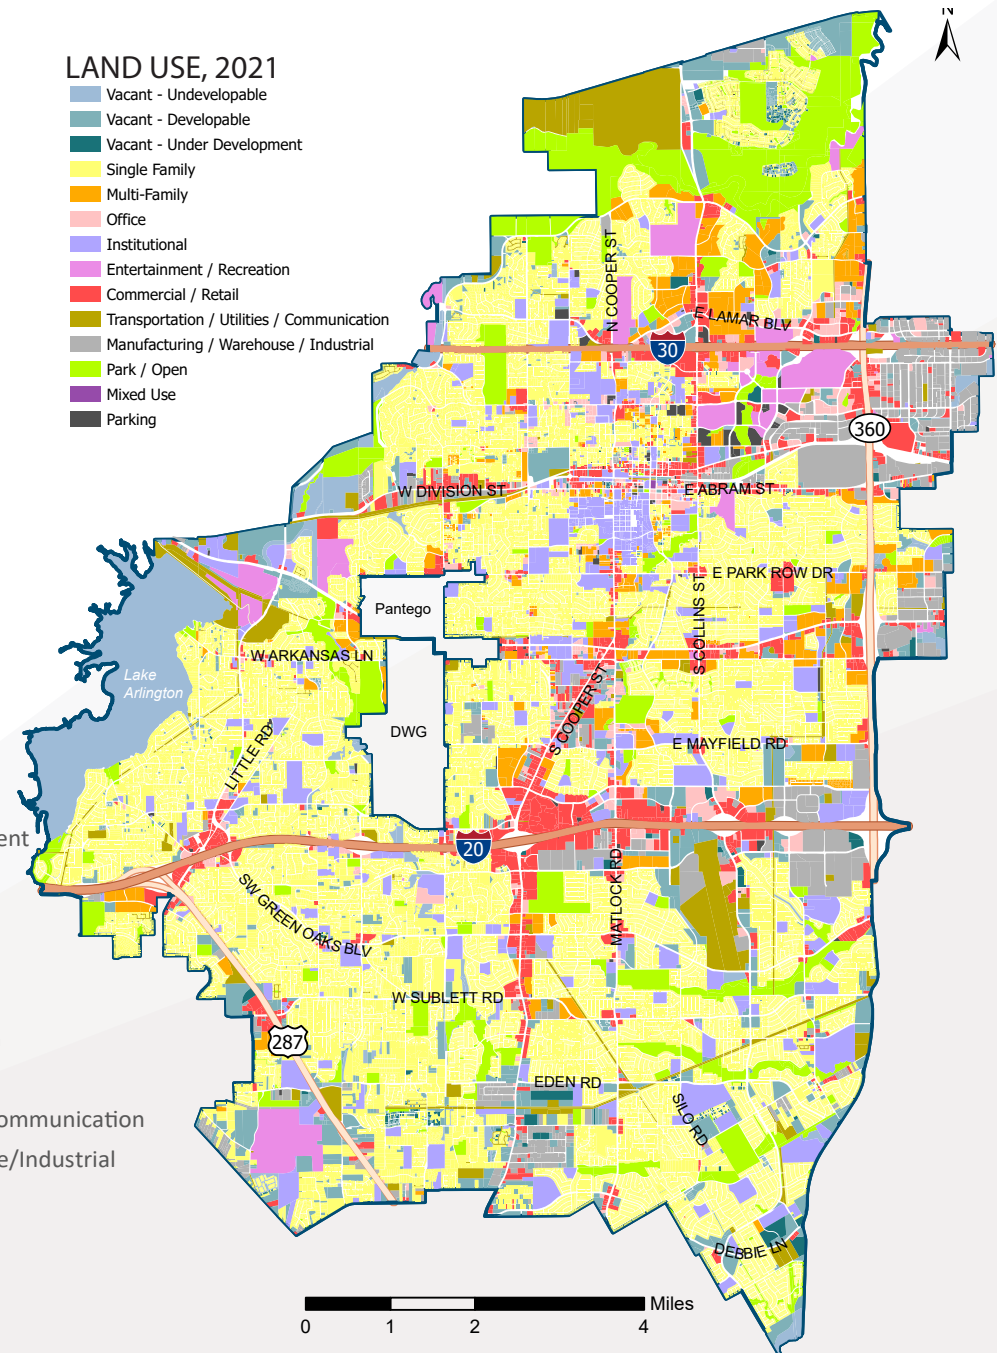 N
LAND USE, 2021
Vacant - Undevelopable
Vacant - Developable
Vacant - Under Development
Single Family
Multi-Family
Office
Institutional
Entertainment / Recreation
Commercial / Retail
Transportation / Utilities / Communication
Manufacturing / Warehouse / Industrial
Park / Open
Mixed Use
Parking
N COOPER ST
E LAMAR BLV
30
360
W DIVISION ST
E ABRAM ST
E PARK ROW DR
Pantego
S COLLINS ST
W ARKANSAS LN
Lake
Arlington
S COOPER ST
DWG
LITTLE RD
E MAYFIELD RD
ent
20
MATLOCK RD
SW GREEN OAKS BLV
W SUBLETT RD
287
EDEN RD
SILO RD
ommunication
e/Industrial
DEBBIE LN
Miles
0 1 2 4